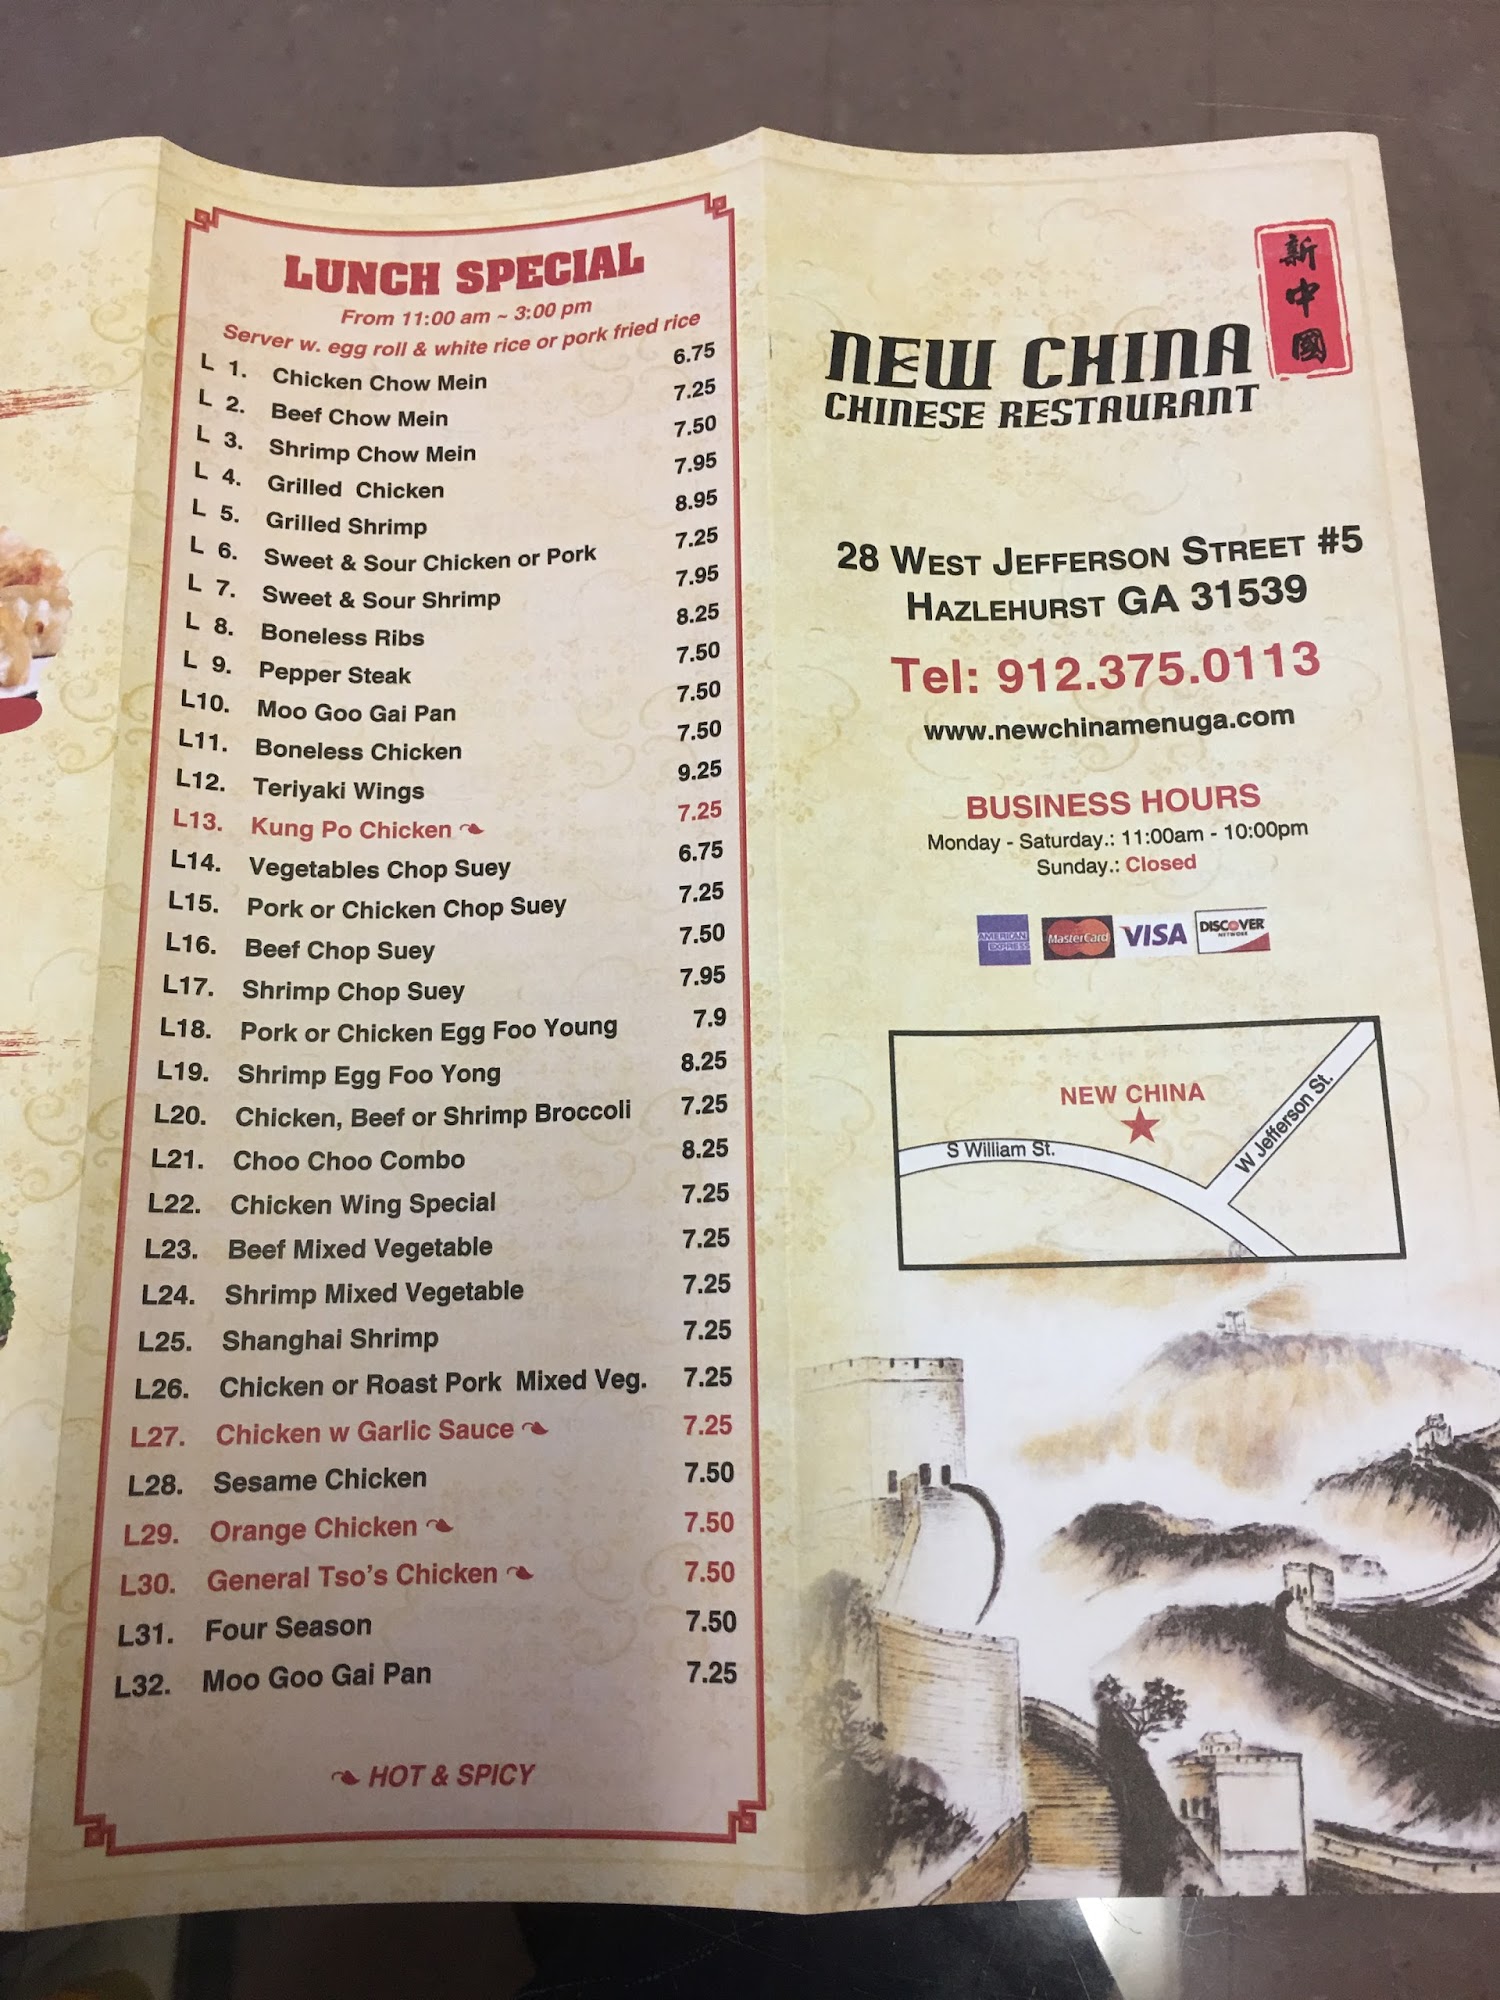 LUNCH SPECIAL
From 11:00 am ~ 3:00 pm
Server w. egg roll & white rice or pork fried rice
L 1. Chicken Chow Mein 6.75
L 2. Beef Chow Mein 7.25
L 3. Shrimp Chow Mein 7.50
L 4. Grilled Chicken 7.95
L 5. Grilled Shrimp 8.95
L 6. Sweet & Sour Chicken or Pork 7.25
L 7. Sweet & Sour Shrimp 7.95
L 8. Boneless Ribs 8.25
L 9. Pepper Steak 7.50
L10. Moo Goo Gai Pan 7.50
L11. Boneless Chicken 7.50
L12. Teriyaki Wings 9.25
L13. Kung Po Chicken 7.25
L14. Vegetables Chop Suey 6.75
L15. Pork or Chicken Chop Suey 7.25
L16. Beef Chop Suey 7.50
L17. Shrimp Chop Suey 7.95
L18. Pork or Chicken Egg Foo Young 7.9
L19. Shrimp Egg Foo Yong 8.25
L20. Chicken, Beef or Shrimp Broccoli 7.25
L21. Choo Choo Combo 8.25
L22. Chicken Wing Special 7.25
L23. Beef Mixed Vegetable 7.25
L24. Shrimp Mixed Vegetable 7.25
L25. Shanghai Shrimp 7.25
L26. Chicken or Roast Pork Mixed Veg. 7.25
L27. Chicken w Garlic Sauce 7.25
L28. Sesame Chicken 7.50
L29. Orange Chicken 7.50
L30. General Tso's Chicken 7.50
L31. Four Season 7.50
L32. Moo Goo Gai Pan 7.25
HOT & SPICY
新中國
NEW CHINA
CHINESE RESTAURANT
28 WEST JEFFERSON STREET #5
HAZLEHURST GA 31539
Tel: 912.375.0113
www.newchinamenuga.com
BUSINESS HOURS
Monday - Saturday.: 11:00am - 10:00pm
Sunday.: Closed
AMERICAN EXPRESS
MasterCard
VISA
DISCOVER
NETWORK
NEW CHINA
S William St.
W Jefferson St.